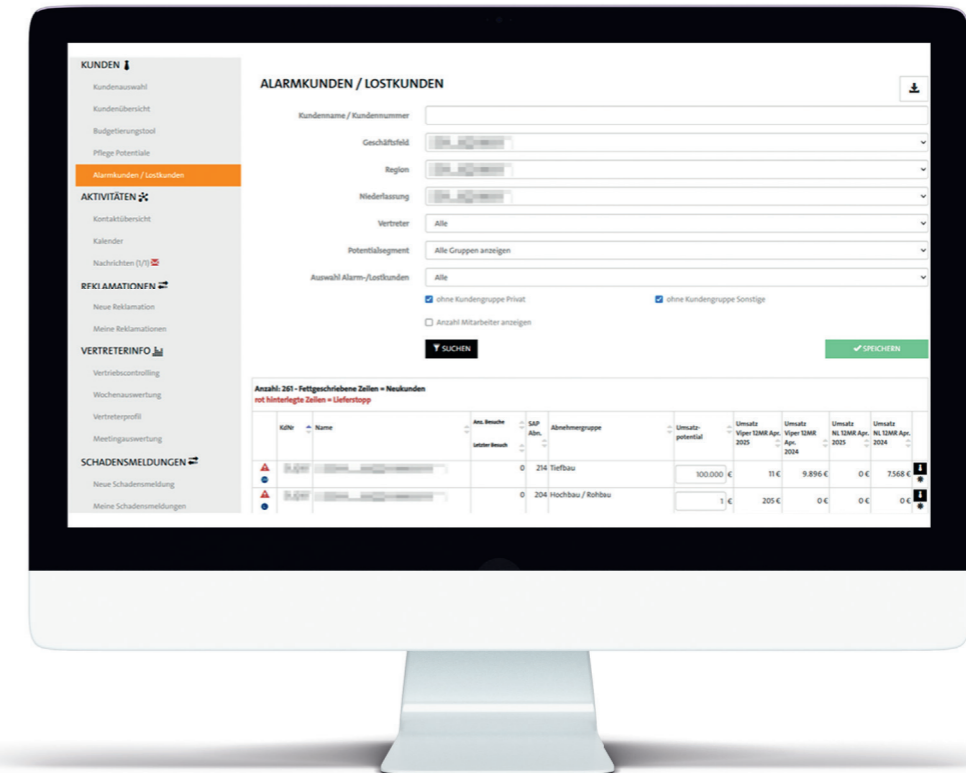 KUNDEN
Kundenauswahl
Kundenübersicht
Budgetierungstool
Pflege Potentiale
Alarmkunden / Lostkunden
AKTIVITÄTEN
Kontaktübersicht
Kalender
Nachrichten (1/1)
REKLAMATIONEN
Neue Reklamation
Meine Reklamationen
VERTRETERINFO
Vertriebscontrolling
Wochenauswertung
Vertreterprofil
Meetingauswertung
SCHADENSMELDUNGEN
Neue Schadensmeldung
Meine Schadensmeldungen
ALARMKUNDEN / LOSTKUNDEN
Kundenname / Kundennummer
Geschäftsfeld
Region
Niederlassung
Vertreter Alle
Potentialsegment Alle Gruppen anzeigen
Auswahl Alarm-/Lostkunden Alle
ohne Kundengruppe Privat ohne Kundengruppe Sonstige
Anzahl Mitarbeiter anzeigen
SUCHEN SPEICHERN
Anzahl: 261 - Fettgeschriebene Zeilen = Neukunden
rot hinterlegte Zeilen = Lieferstopp
KdNr Name Anz. Besuche Letzter Besuch SAP Abn. Abnehmergruppe Umsatz-potential Umsatz Viper 12MR Apr. 2025 Umsatz Viper 12MR Apr. 2024 Umsatz NL 12MR Apr. 2025 Umsatz NL 12MR Apr. 2024
0 214 Tiefbau 100.000 € 11 € 9.896 € 0 € 7.568 €
0 204 Hochbau / Rohbau 1 € 205 € 0 € 0 € 0 €